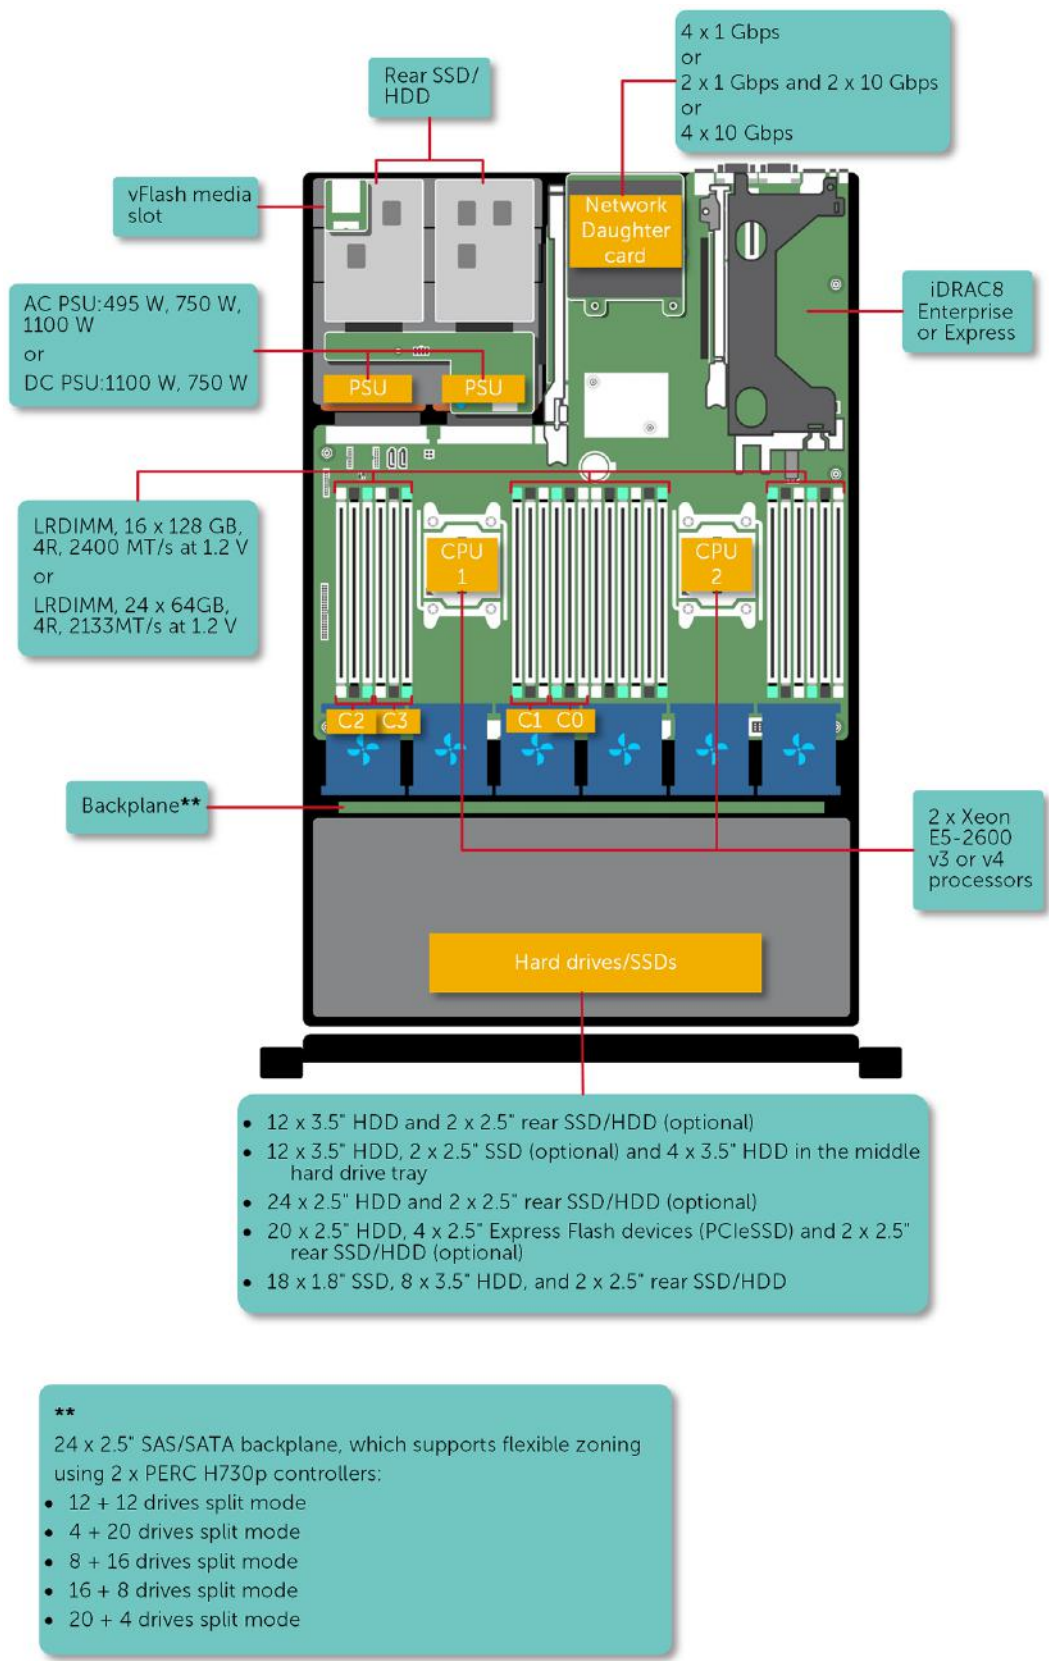 4 x 1 Gbps
or
2 x 1 Gbps and 2 x 10 Gbps
or
4 x 10 Gbps
Rear SSD/
HDD
vFlash media
slot
Network
Daughter
card
iDRAC8
Enterprise
or Express
AC PSU:495 W, 750 W,
1100 W
or
DC PSU:1100 W, 750 W
PSU
PSU
LRDIMM, 16 x 128 GB,
4R, 2400 MT/s at 1.2 V
or
LRDIMM, 24 x 64GB,
4R, 2133MT/s at 1.2 V
CPU
1
CPU
2
C2
C3
C1
C0
Backplane**
2 x Xeon
E5-2600
v3 or v4
processors
Hard drives/SSDs
• 12 x 3.5" HDD and 2 x 2.5" rear SSD/HDD (optional)
• 12 x 3.5" HDD, 2 x 2.5" SSD (optional) and 4 x 3.5" HDD in the middle
hard drive tray
• 24 x 2.5" HDD and 2 x 2.5" rear SSD/HDD (optional)
• 20 x 2.5" HDD, 4 x 2.5" Express Flash devices (PCIeSSD) and 2 x 2.5"
rear SSD/HDD (optional)
• 18 x 1.8" SSD, 8 x 3.5" HDD, and 2 x 2.5" rear SSD/HDD
**
24 x 2.5" SAS/SATA backplane, which supports flexible zoning
using 2 x PERC H730p controllers:
• 12 + 12 drives split mode
• 4 + 20 drives split mode
• 8 + 16 drives split mode
• 16 + 8 drives split mode
• 20 + 4 drives split mode